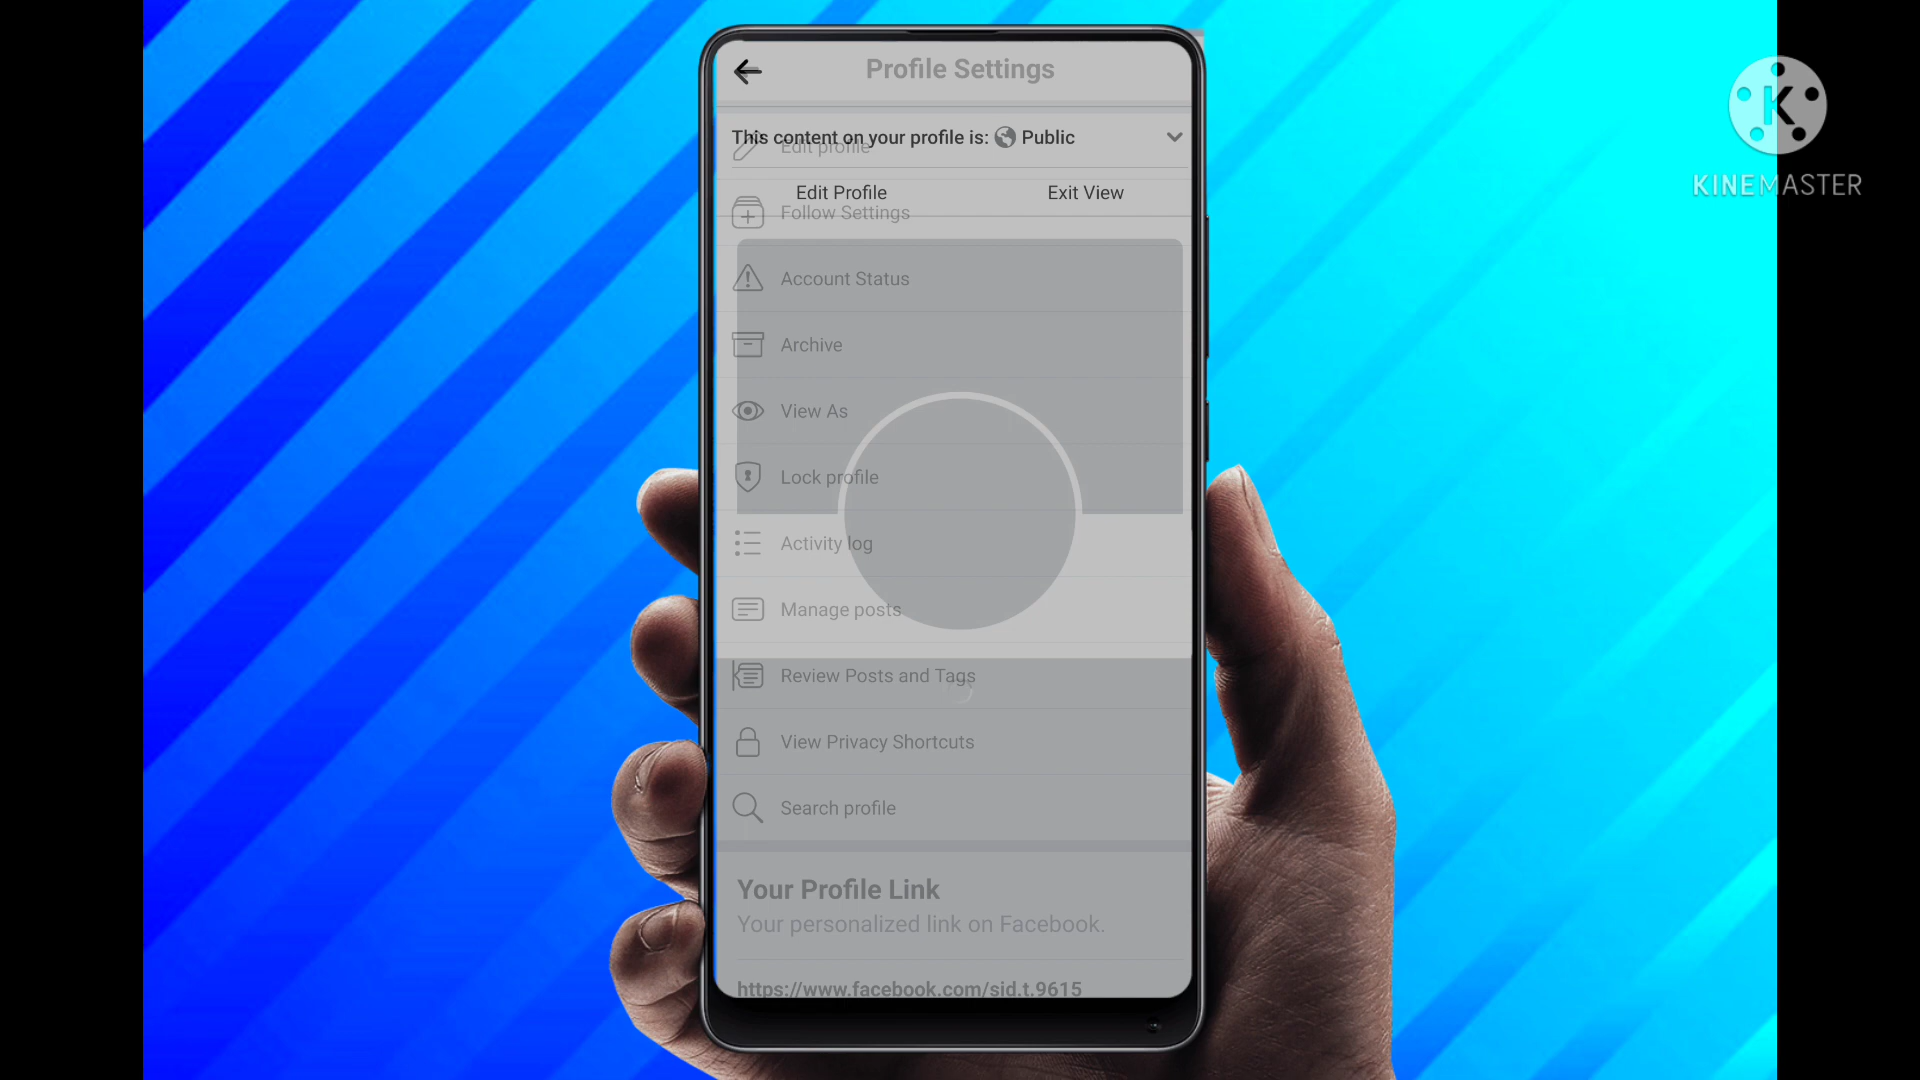 Profile Settings
This content on your profile is: Public
Edit profile
Edit Profile Exit View
Follow Settings
Account Status
Archive
View As
Lock profile
Activity log
Manage posts
Review Posts and Tags
View Privacy Shortcuts
Search profile
Your Profile Link
Your personalized link on Facebook.
https://www.facebook.com/sid.t.9615
K
KINEMASTER